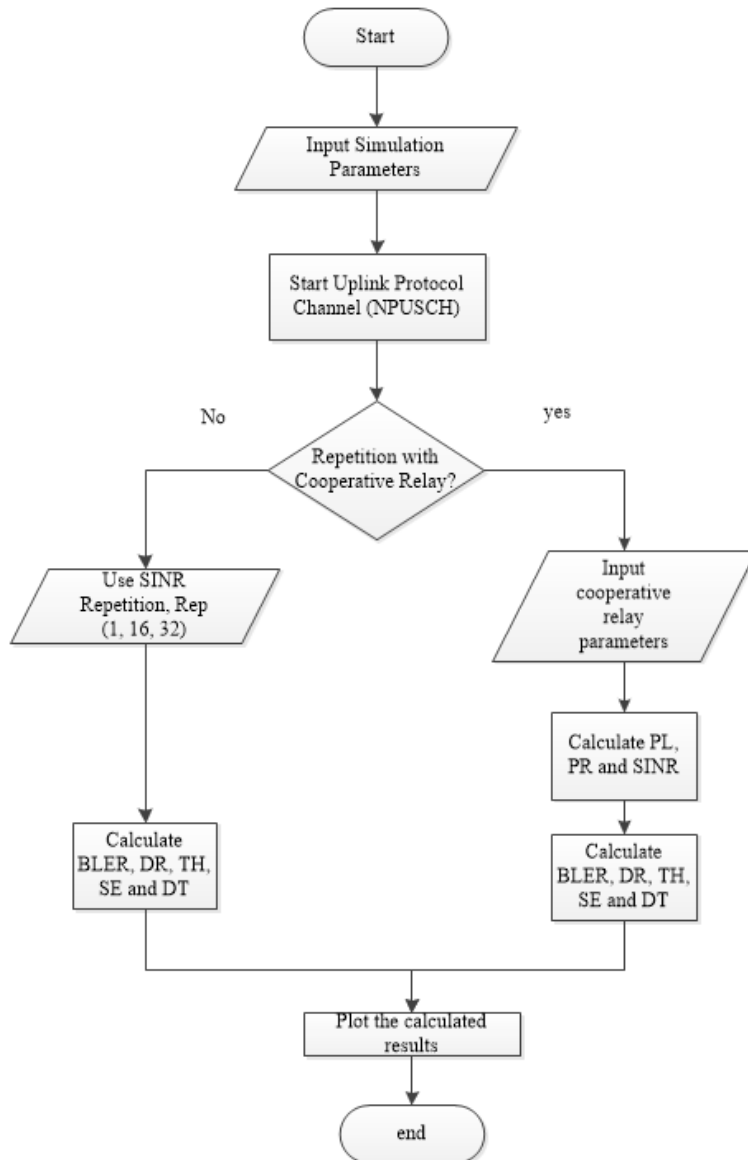 Start
Input Simulation
Parameters
Start Uplink Protocol
Channel (NPUSCH)
No
yes
Repetition with
Cooperative Relay?
Use SINR
Repetition, Rep
(1, 16, 32)
Input
cooperative
relay
parameters
Calculate PL,
PR and SINR
Calculate
BLER, DR, TH,
SE and DT
Calculate
BLER, DR, TH,
SE and DT
Plot the calculated
results
end